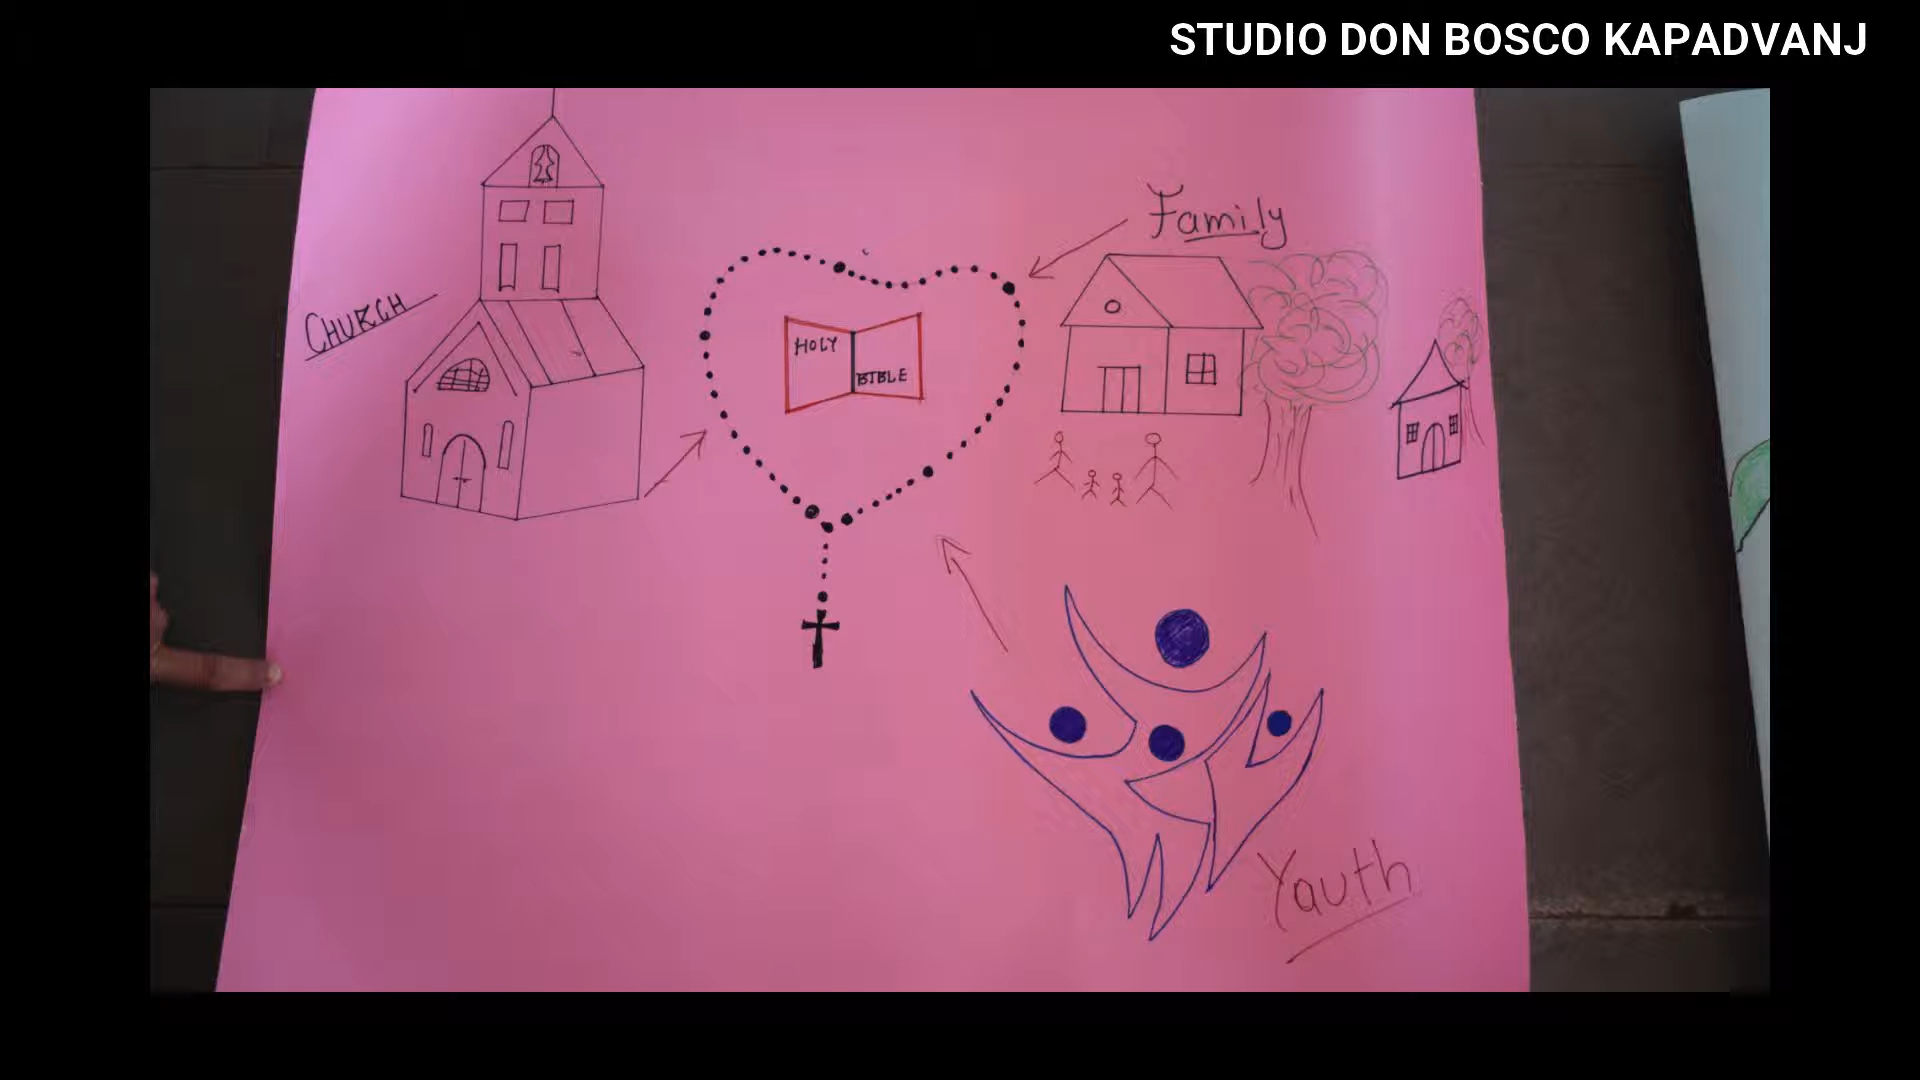 STUDIO DON BOSCO KAPADVANJ
Family
CHURCH
HOLY
BIBLE
Yauth